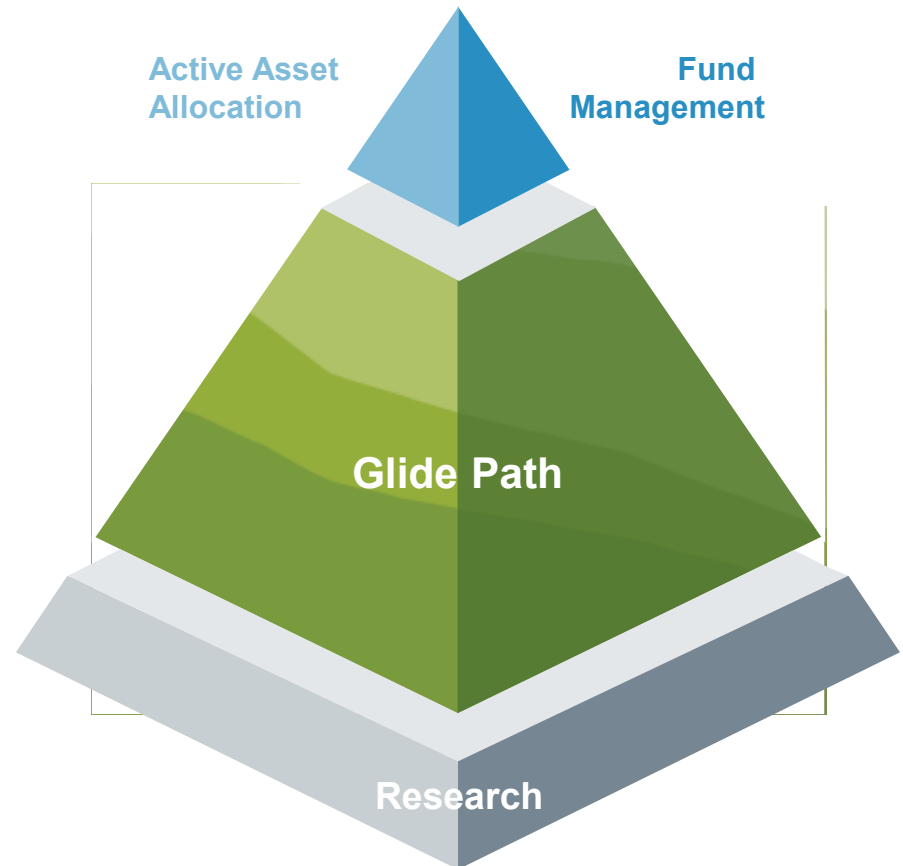 Active Asset
Allocation
Fund
Management
Glide Path
Research